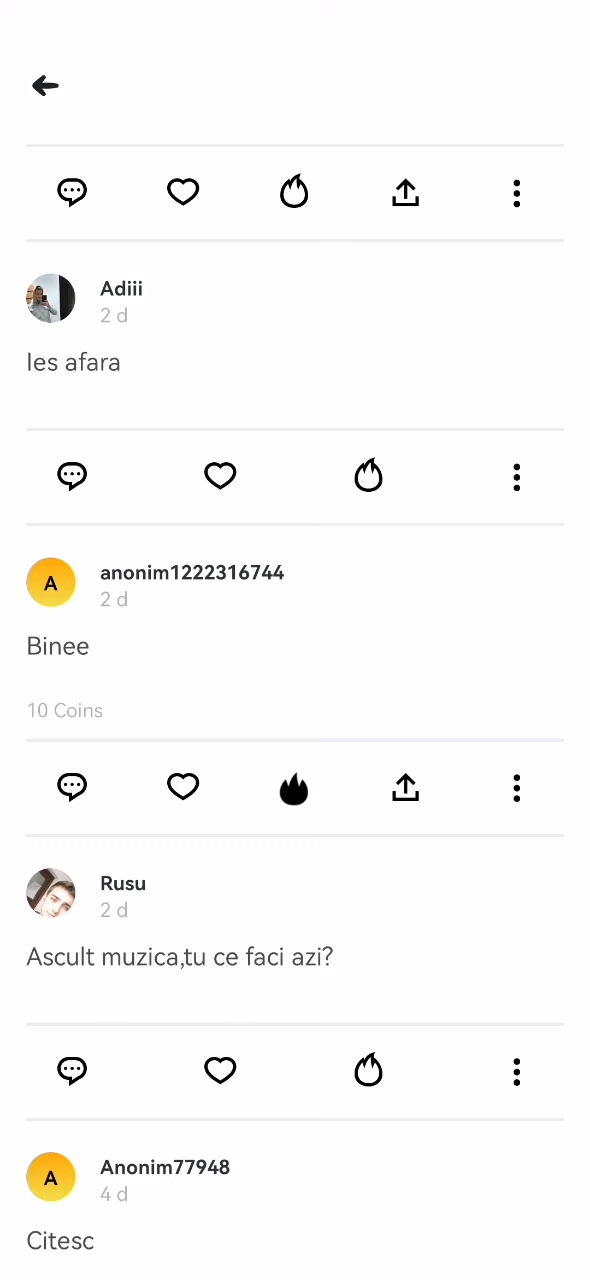 Adiii
2 d
Ies afara
A
anonim1222316744
2 d
Binee
10 Coins
Rusu
2 d
Ascult muzica,tu ce faci azi?
A
Anonim77948
4 d
Citesc